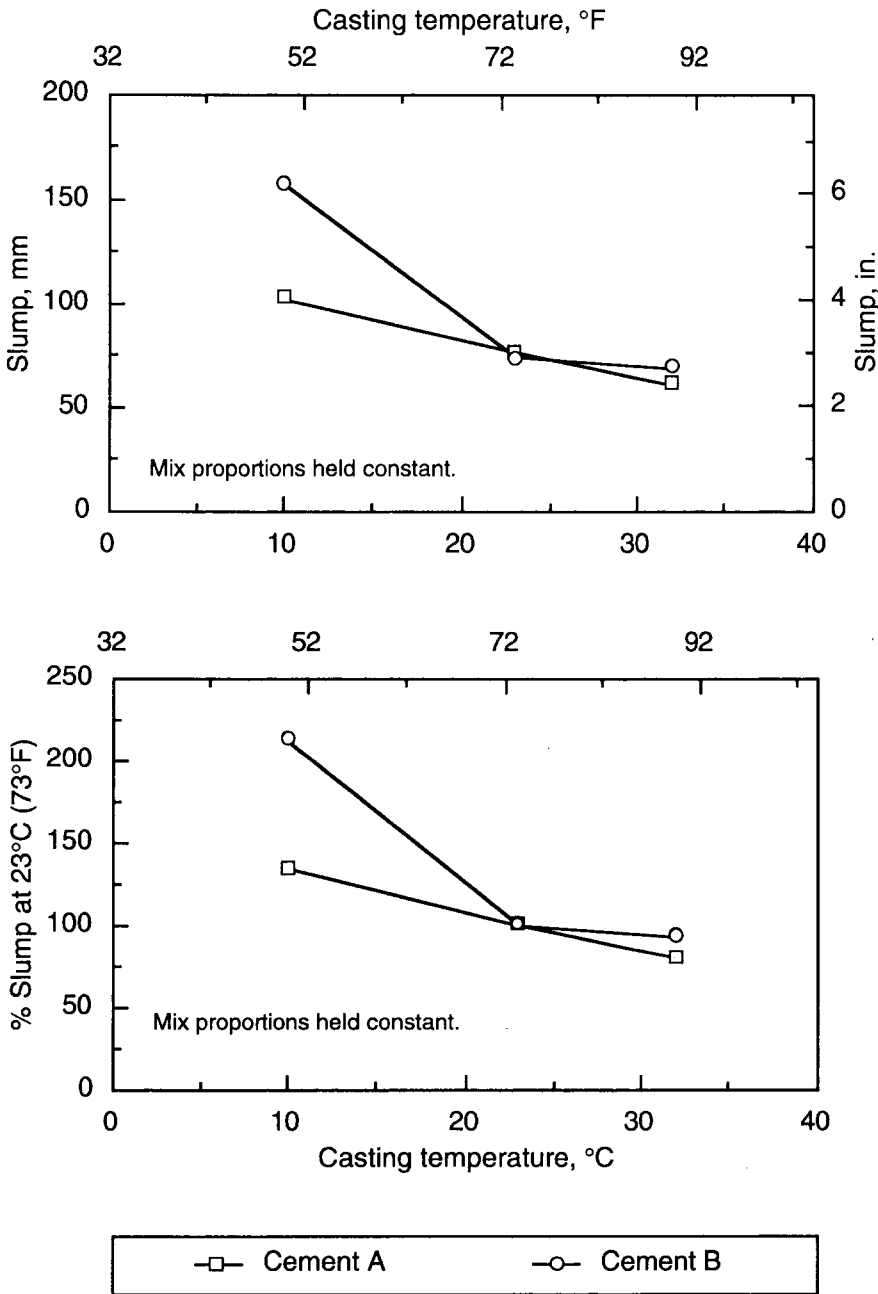 Casting temperature, °F
32 52 72 92
200
150
100
50
0
Slump, mm
6
4
2
0
Slump, in.
Mix proportions held constant.
0 10 20 30 40
32 52 72 92
250
200
150
100
50
0
% Slump at 23°C (73°F)
Mix proportions held constant.
0 10 20 30 40
Casting temperature, °C
Cement A Cement B